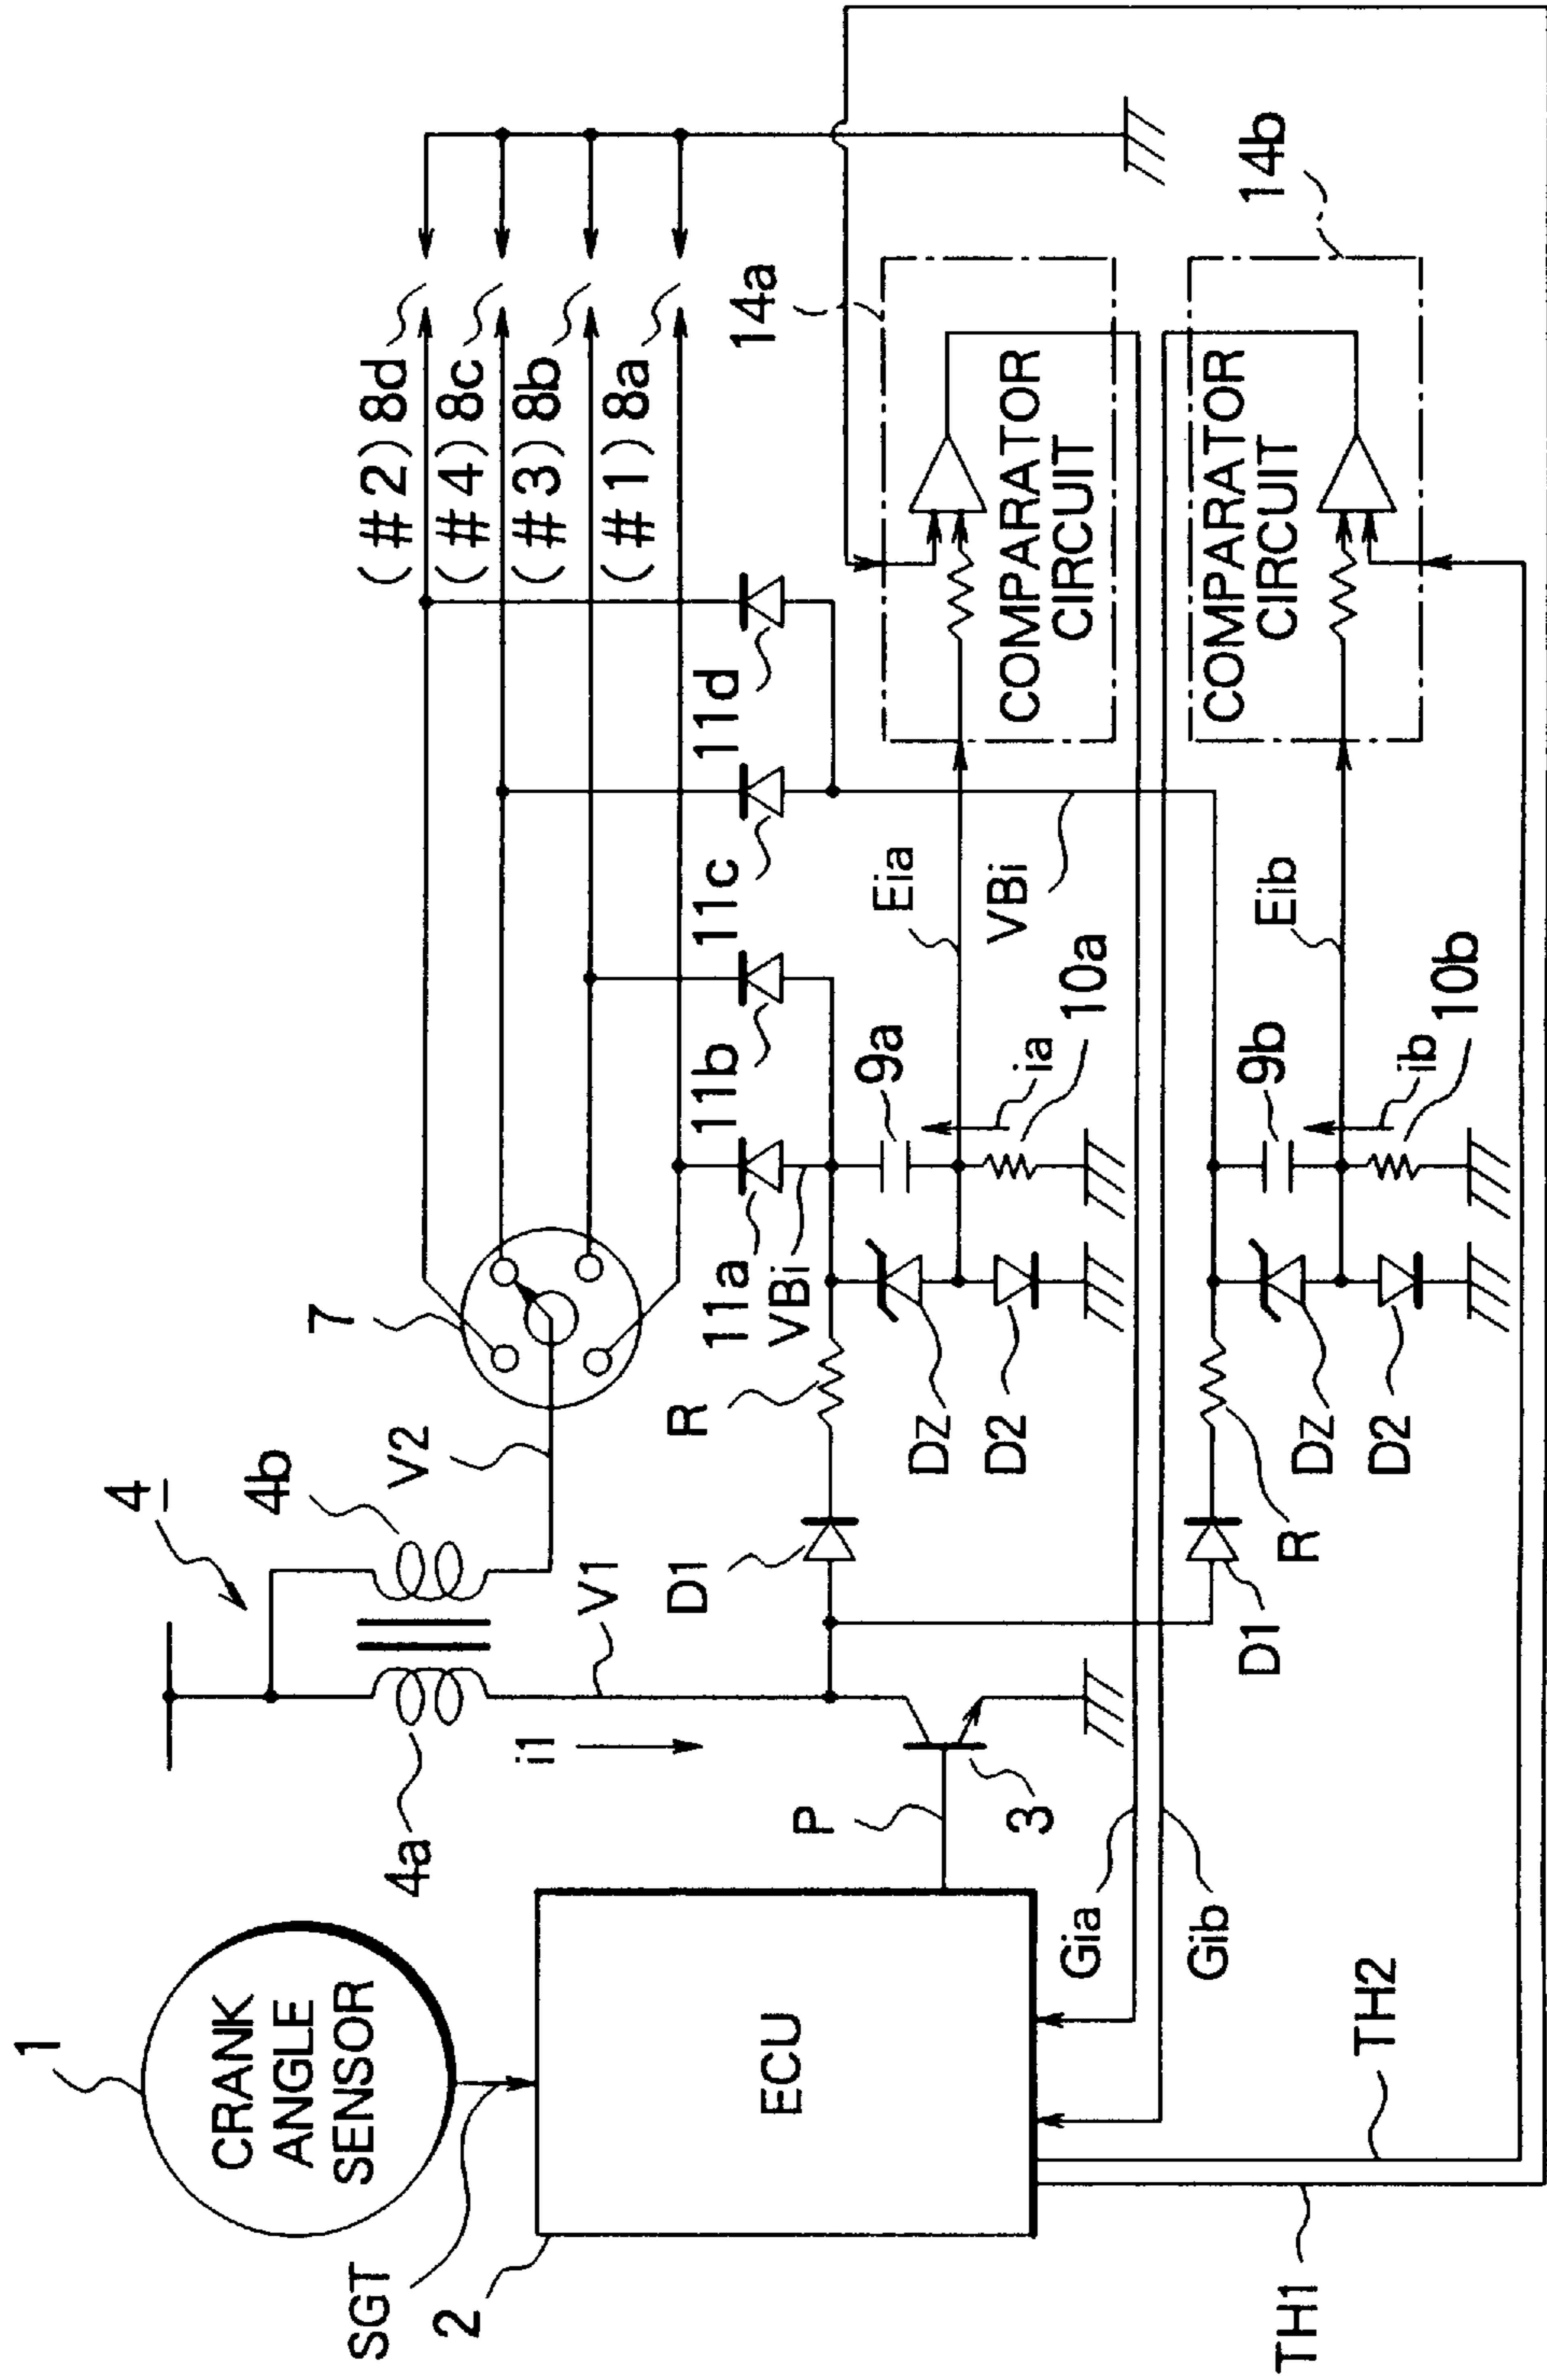 1
CRANK
ANGLE
SENSOR
SGT
2
ECU
4
4a
4b
i1
V1
V2
7
P
3
(#2)8d
(#4)8c
(#3)8b
(#1)8a
11a
11b
11c
11d
VBi
D1
R
DZ
D2
9a
ia
10a
Eia
VBi
14a
COMPARATOR
CIRCUIT
14b
COMPARATOR
CIRCUIT
D1
R
DZ
D2
9b
ib
10b
Eib
Gia
Gib
TH2
TH1